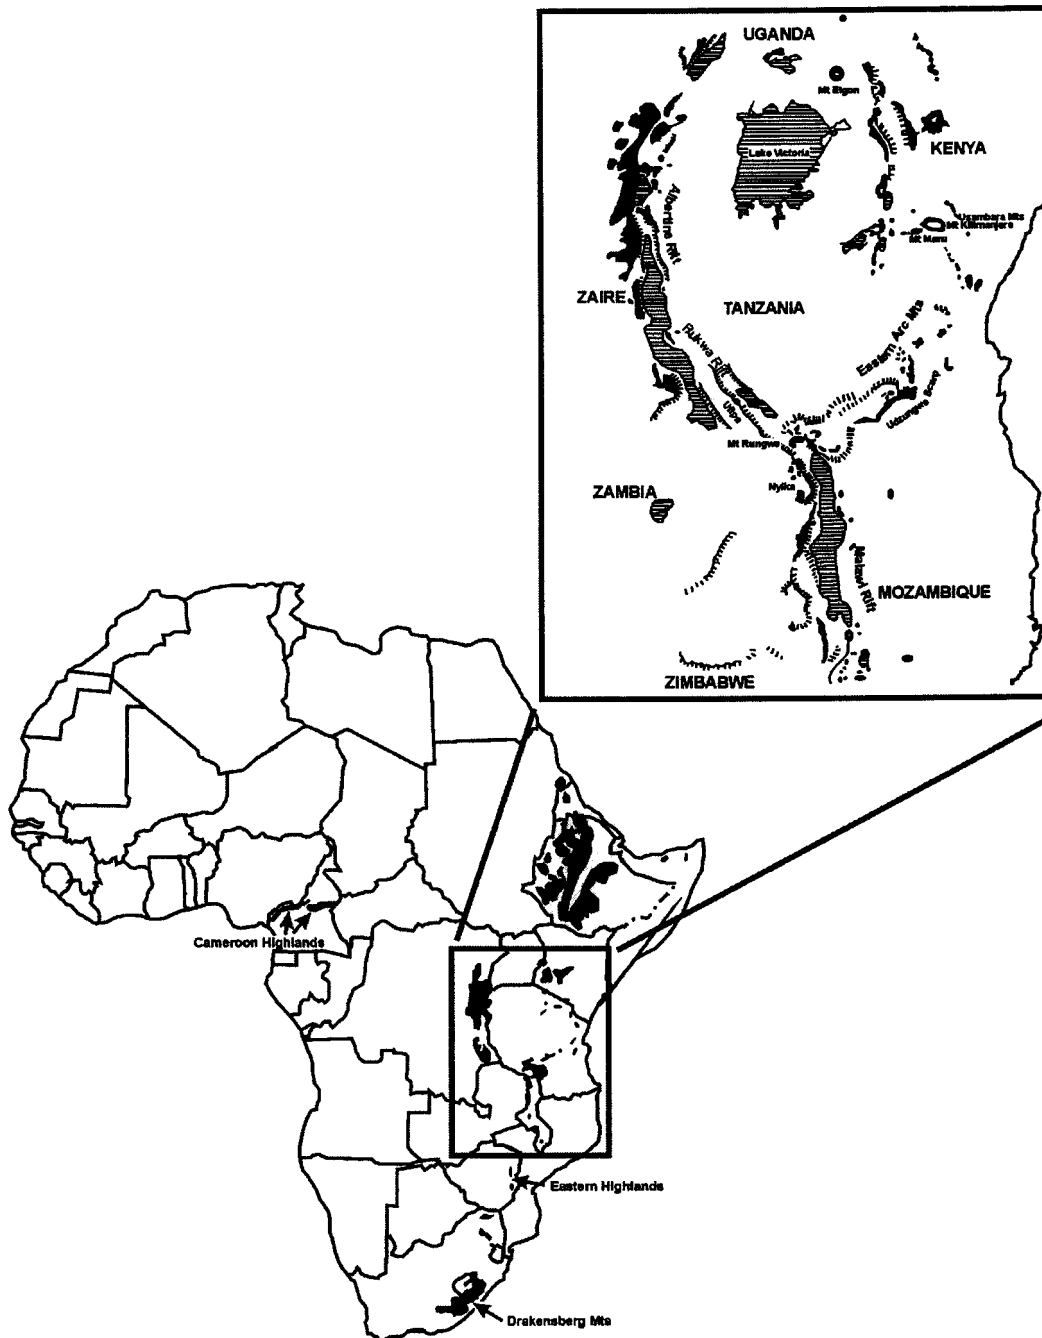 UGANDA
Mt Elgon
KENYA
Lake Victoria
Albertine Rift
Usambara Mts
Mt Kilimanjaro
Mt Meru
ZAIRE
TANZANIA
Rukwa Rift
Eastern Arc Mts
Ufipa
Udzungwa Scarp
Mt Rungwe
Nyika
ZAMBIA
Malawi Rift
MOZAMBIQUE
ZIMBABWE
Cameroon Highlands
Eastern Highlands
Drakensberg Mts